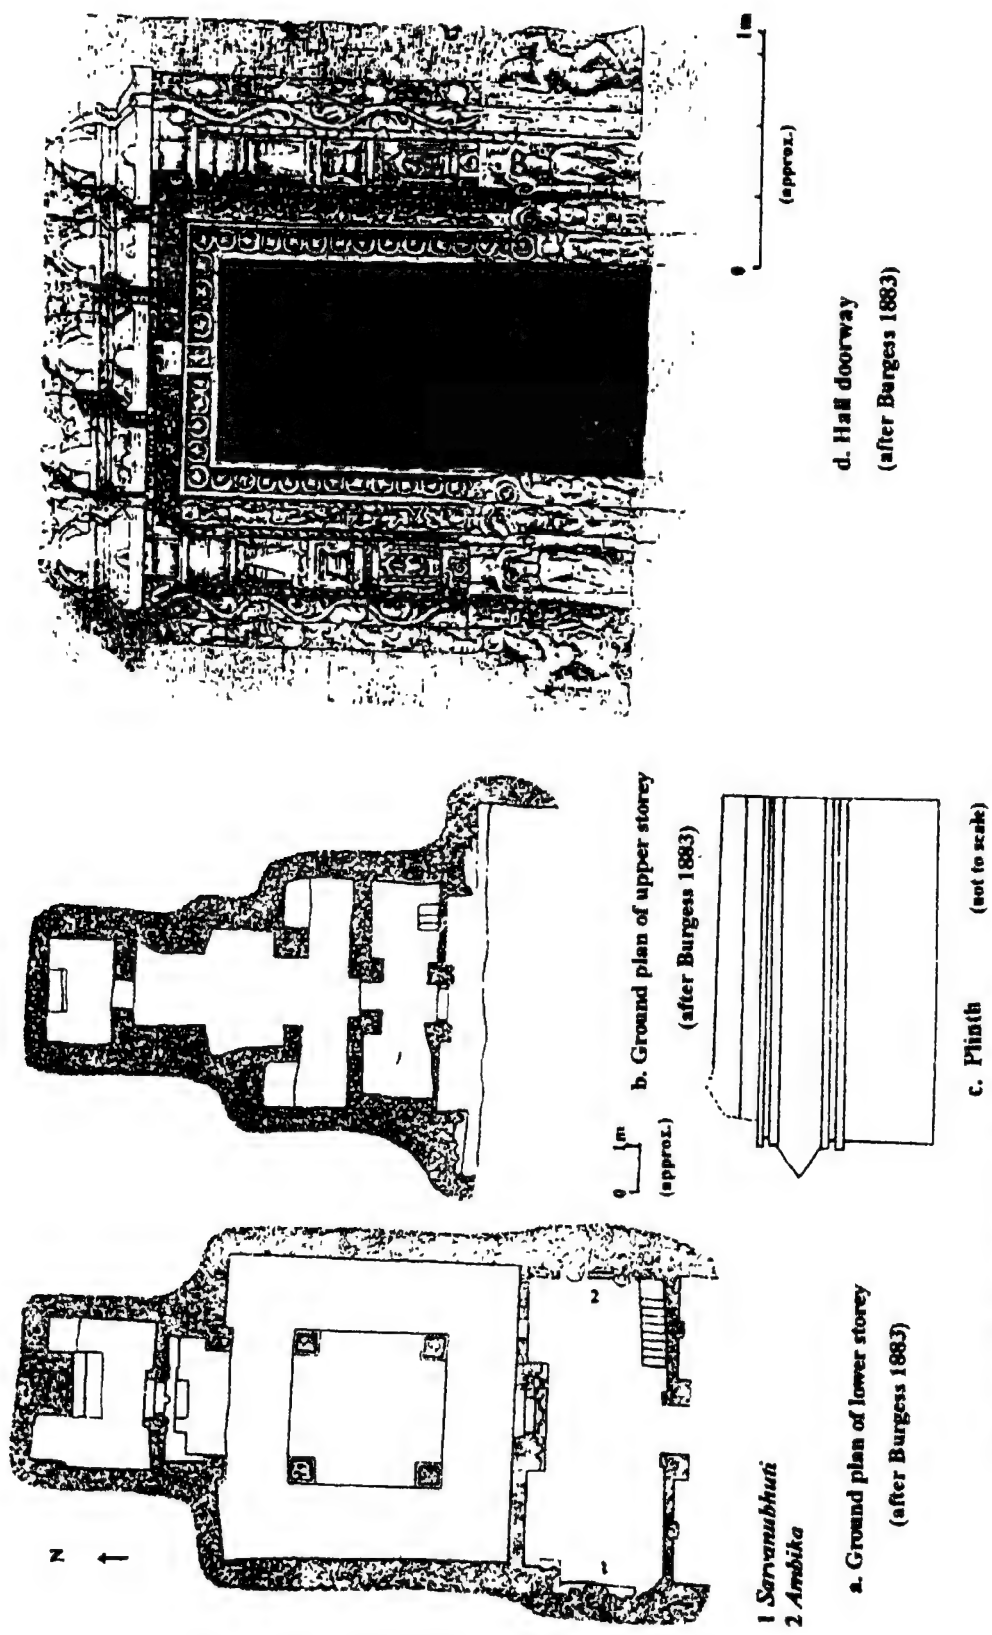 N
1 Sarvanubhuti
2 Ambika
1
2
a. Ground plan of lower storey
(after Burgess 1883)
0 1m
(approx.)
b. Ground plan of upper storey
(after Burgess 1883)
c. Plinth (not to scale)
0 1m
(approx.)
d. Hall doorway
(after Burgess 1883)